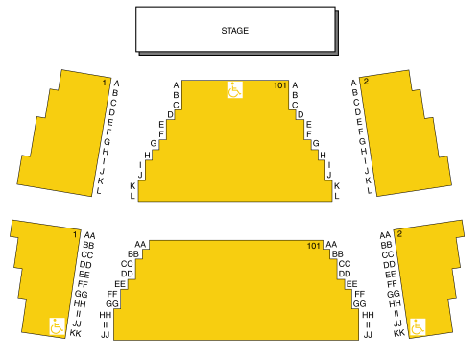 STAGE
1 A A 101 A A 2
B B B B
C C C C
D D D D
E E E E
F F F F
G G G G
H H H H
I I I I
J J J J
K K K K
L L L L
1 AA AA 101 AA AA 2
BB BB BB BB
CC CC CC CC
DD DD DD DD
EE EE EE EE
FF FF FF FF
GG GG GG GG
HH HH HH HH
II II II II
JJ JJ JJ JJ
KK KK